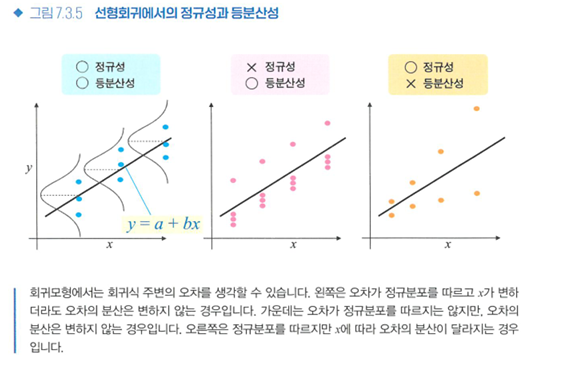 ◆ 그림 7.3.5 선형회귀에서의 정규성과 등분산성
○ 정규성
○ 등분산성
× 정규성
○ 등분산성
○ 정규성
× 등분산성
y
y = a + bx
x
x
x
회귀모형에서는 회귀식 주변의 오차를 생각할 수 있습니다. 왼쪽은 오차가 정규분포를 따르고 x가 변하
더라도 오차의 분산은 변하지 않는 경우입니다. 가운데는 오차가 정규분포를 따르지는 않지만, 오차의
분산은 변하지 않는 경우입니다. 오른쪽은 정규분포를 따르지만 x에 따라 오차의 분산이 달라지는 경우
입니다.